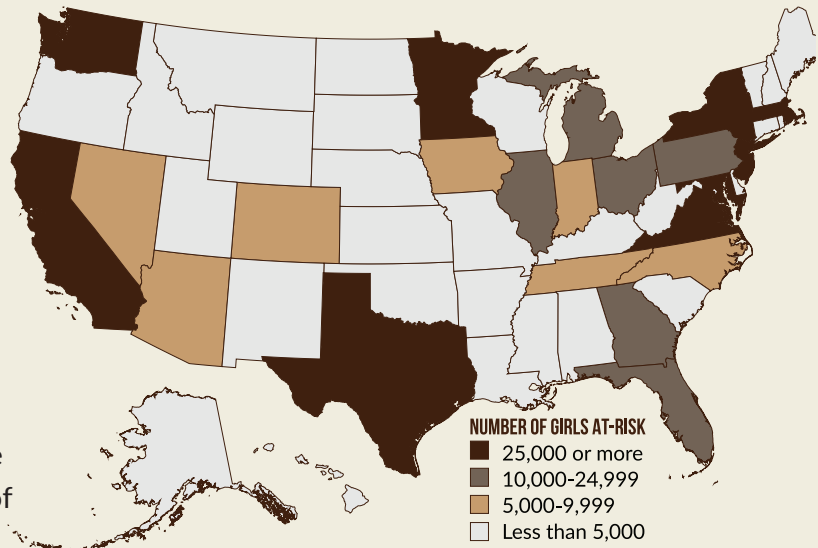 e
of
NUMBER OF GIRLS AT-RISK
25,000 or more
10,000-24,999
5,000-9,999
Less than 5,000